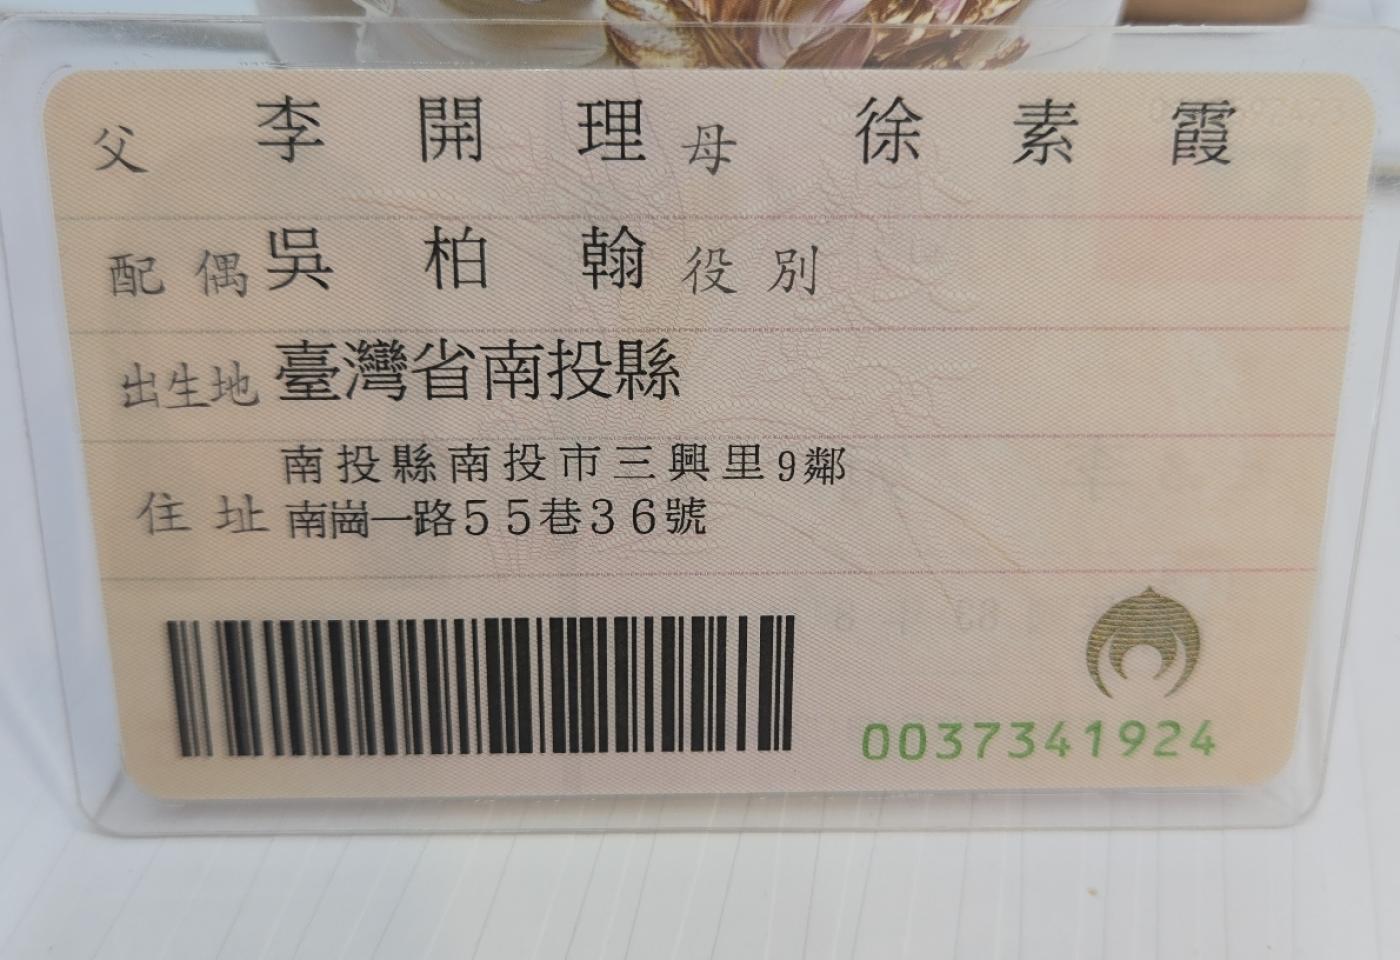 父 李開理 母 徐素霞
配偶 吳柏翰 役別
出生地 臺灣省南投縣
南投縣南投市三興里9鄰
住址 南崗一路55巷36號
0037341924